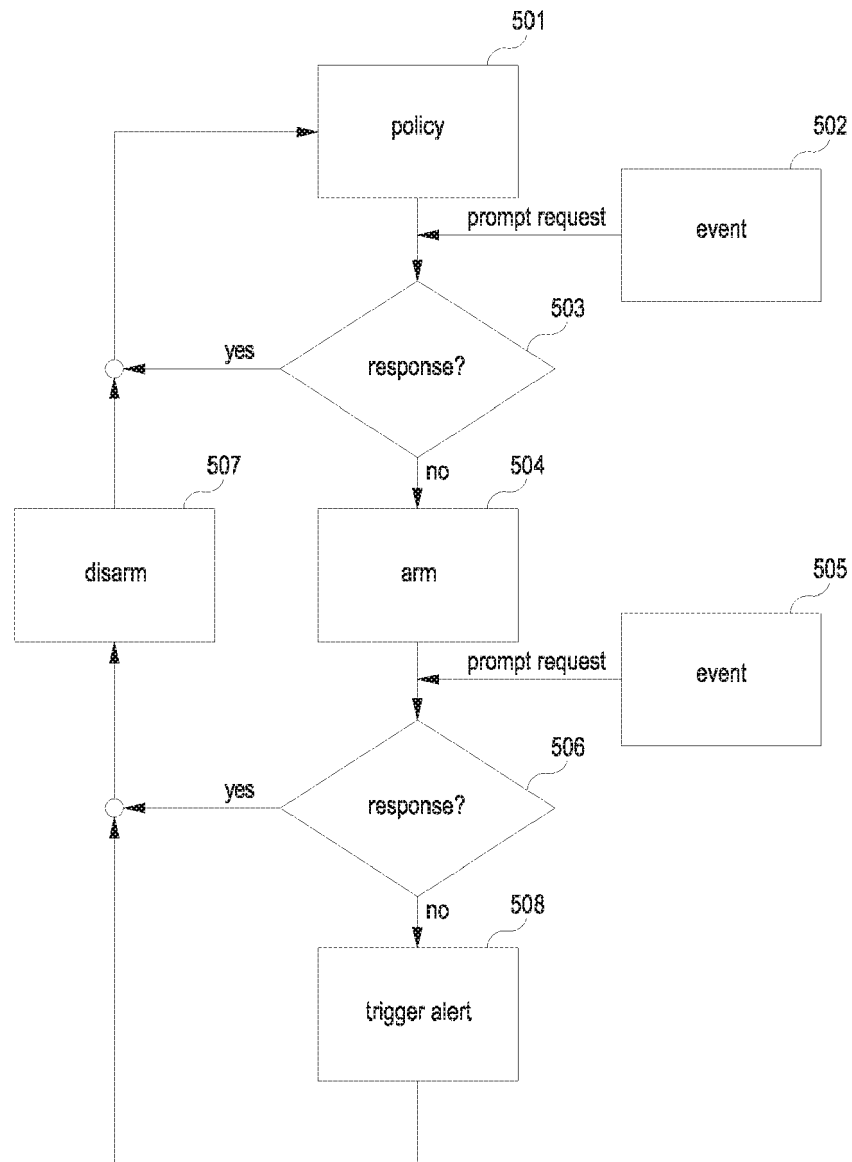 501
policy
502
prompt request
event
503
yes
response?
no
507
504
disarm
arm
505
prompt request
event
506
yes
response?
no
508
trigger alert